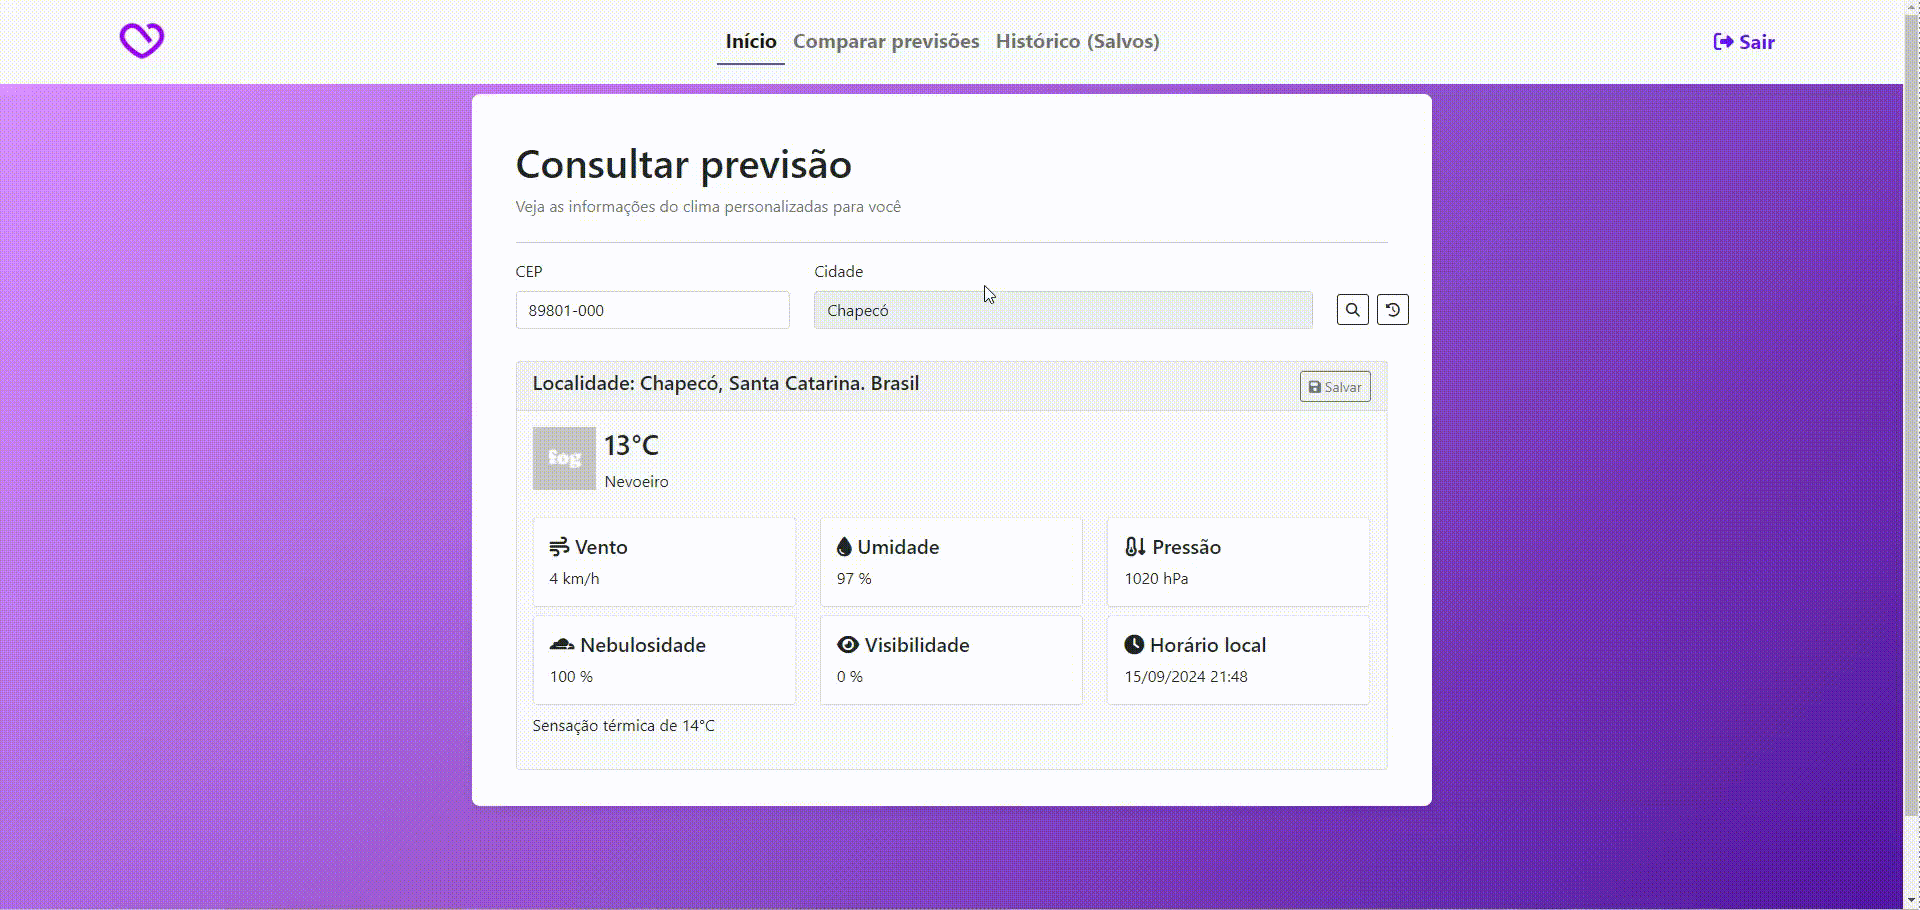 Início Comparar previsões Histórico (Salvos) Sair
Consultar previsão
Veja as informações do clima personalizadas para você
CEP Cidade
89801-000 Chapecó
Localidade: Chapecó, Santa Catarina. Brasil Salvar
fog
13°C
Nevoeiro
Vento Umidade Pressão
4 km/h 97 % 1020 hPa
Nebulosidade Visibilidade Horário local
100 % 0 % 15/09/2024 21:48
Sensação térmica de 14°C